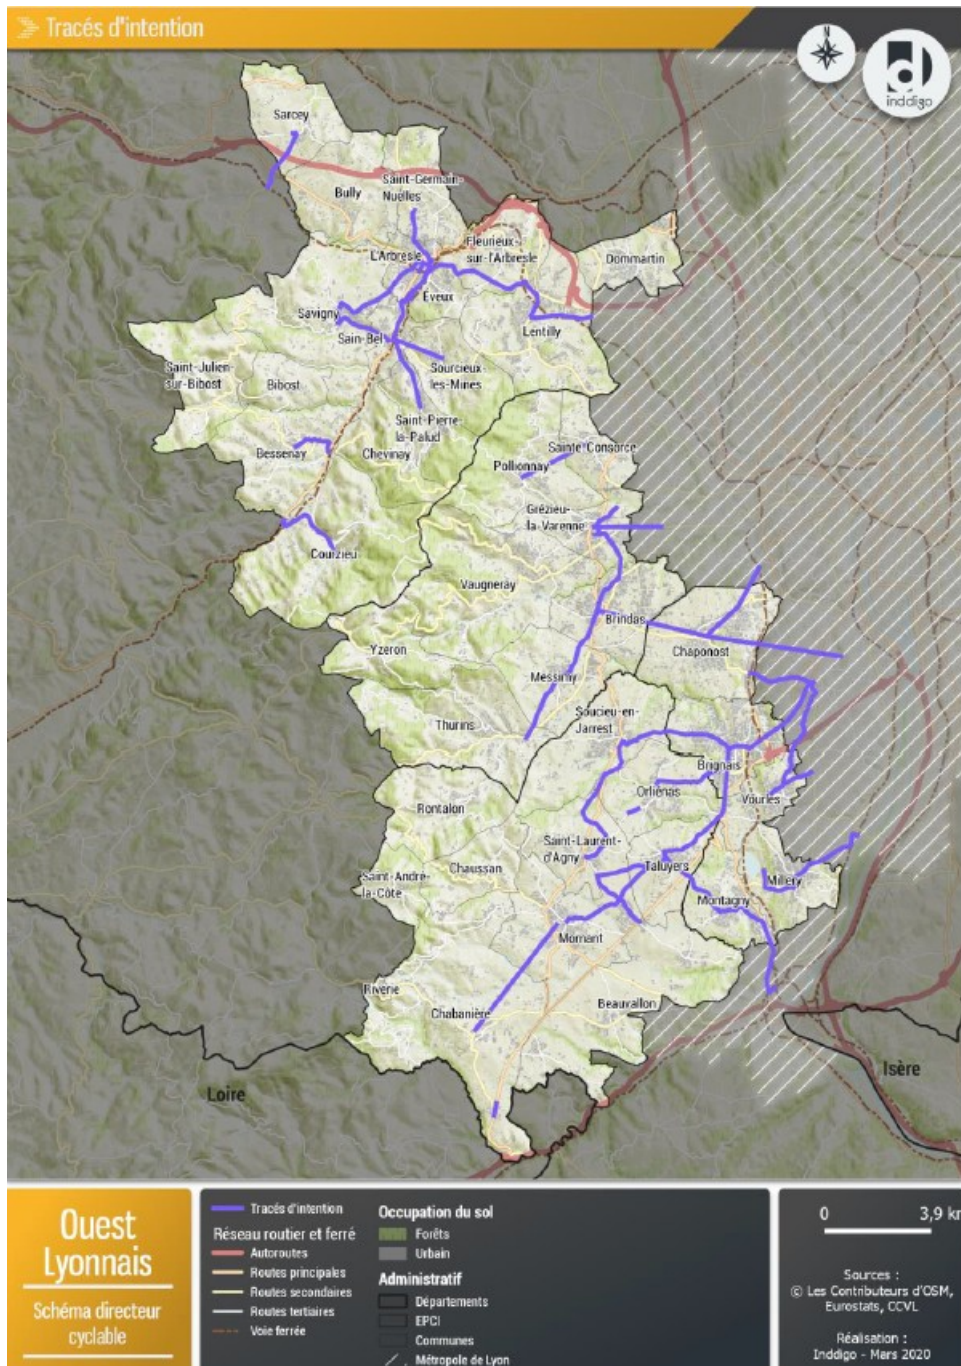 Tracés d'intention
inddigo
Sarcey
Saint-Germain-
Nuelles
Bully
L'Arbresle
Fleurieux-
sur-l'Arbresle
Dommartin
Éveux
Savigny
Sain-Bel
Lentilly
Saint-Julien-
sur-Bibost
Bibost
Sourcieux-
les-Mines
Saint-Pierre-
la-Palud
Bessenay
Chevinay
Sainte-Consorce
Pollionnay
Grézieu-
la-Varenne
Courzieu
Vaugneray
Brindas
Yzeron
Chaponost
Messimy
Thurins
Soucieu-en-
Jarrest
Brignais
Orliénas
Vourles
Rontalon
Saint-Laurent-
d'Agny
Chaussan
Taluyers
Saint-André-
la-Côte
Millery
Montagny
Mornant
Riverie
Chabanière
Beauvallon
Loire
Isère
Ouest
Lyonnais
Schéma directeur
cyclable
Tracés d'intention
Réseau routier et ferré
Autoroutes
Routes principales
Routes secondaires
Routes tertiaires
Voie ferrée
Occupation du sol
Forêts
Urbain
Administratif
Départements
EPCI
Communes
Métropole de Lyon
0 3,9 km
Sources :
© Les Contributeurs d'OSM,
Eurostats, CCVL
Réalisation :
Inddigo - Mars 2020